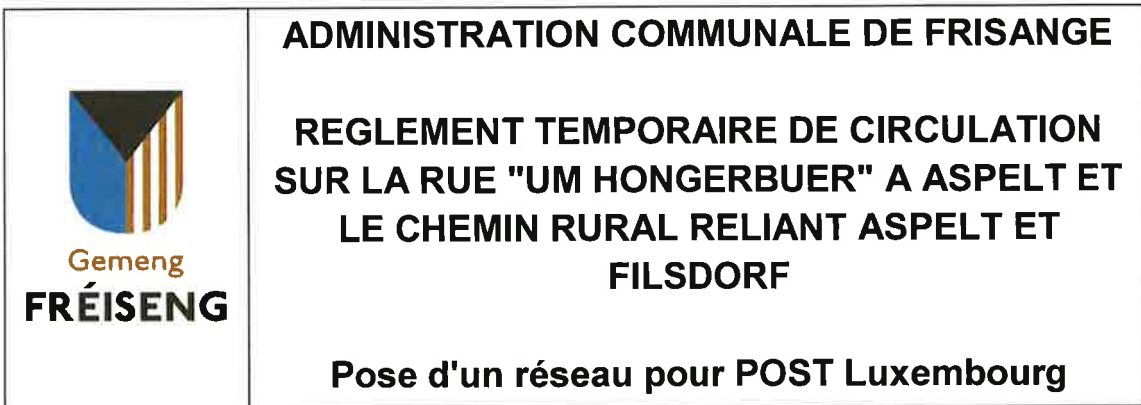 ADMINISTRATION COMMUNALE DE FRISANGE
REGLEMENT TEMPORAIRE DE CIRCULATION
SUR LA RUE "UM HONGERBUER" A ASPELT ET
LE CHEMIN RURAL RELIANT ASPELT ET
FILSDORF
Pose d'un réseau pour POST Luxembourg
Gemeng
FRÉISENG